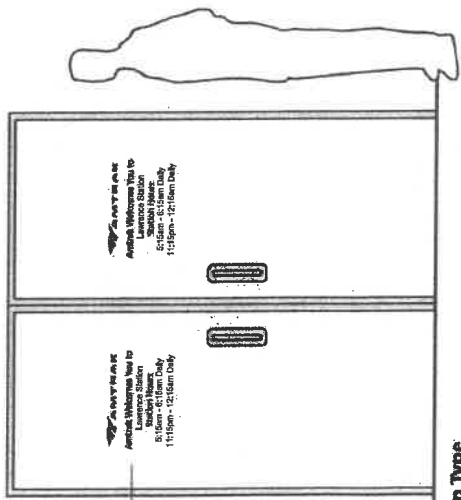 AMTRAK
Amtrak Welcomes You to
Lawrence Station
Station Hours:
5:15am - 6:15am Daily
11:15pm - 12:15am Daily
AMTRAK
Amtrak Welcomes You to
Lawrence Station
Station Hours:
5:15am - 6:15am Daily
11:15pm - 12:15am Daily
Type